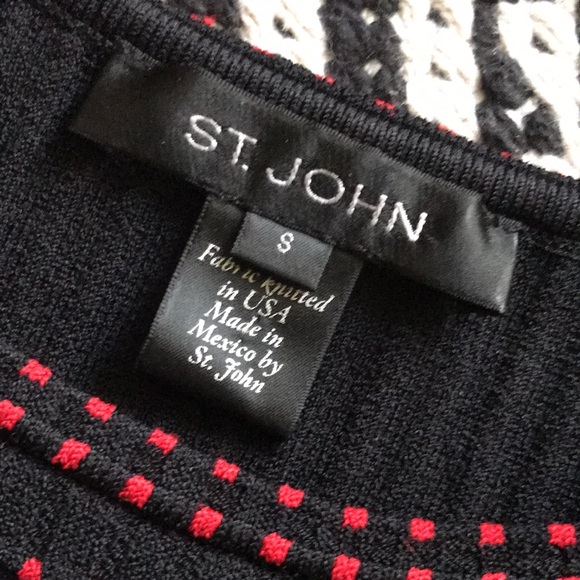 ST. JOHN
S
Fabric knitted
in USA
Made in
Mexico by
St. John